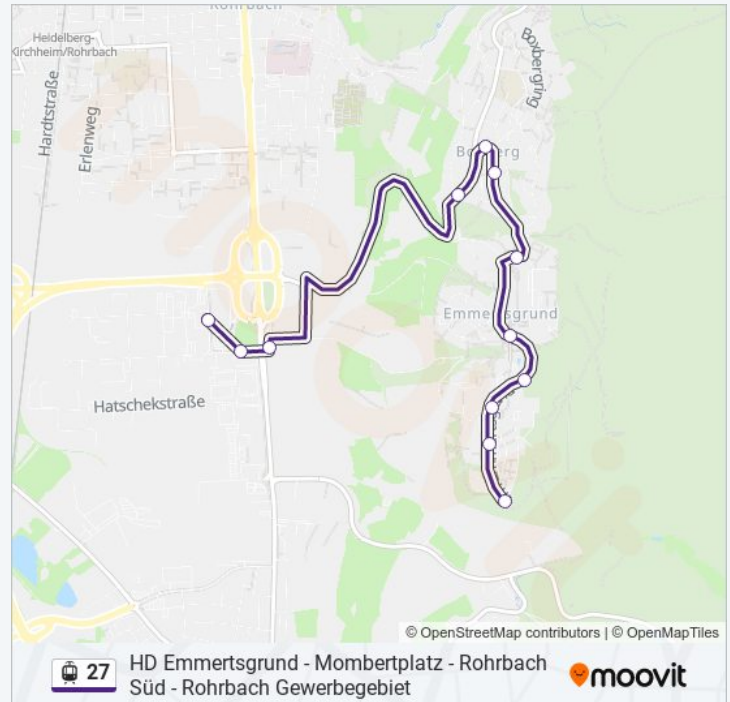 Rohrbach
Heidelberg-
Kirchheim/Rohrbach
Hardtstraße
Erlenweg
Boxbergring
Boxberg
Emmertsgrund
Hatschekstraße
© OpenStreetMap contributors | © OpenMapTiles
27
HD Emmertsgrund - Mombertplatz - Rohrbach
Süd - Rohrbach Gewerbegebiet
moovit